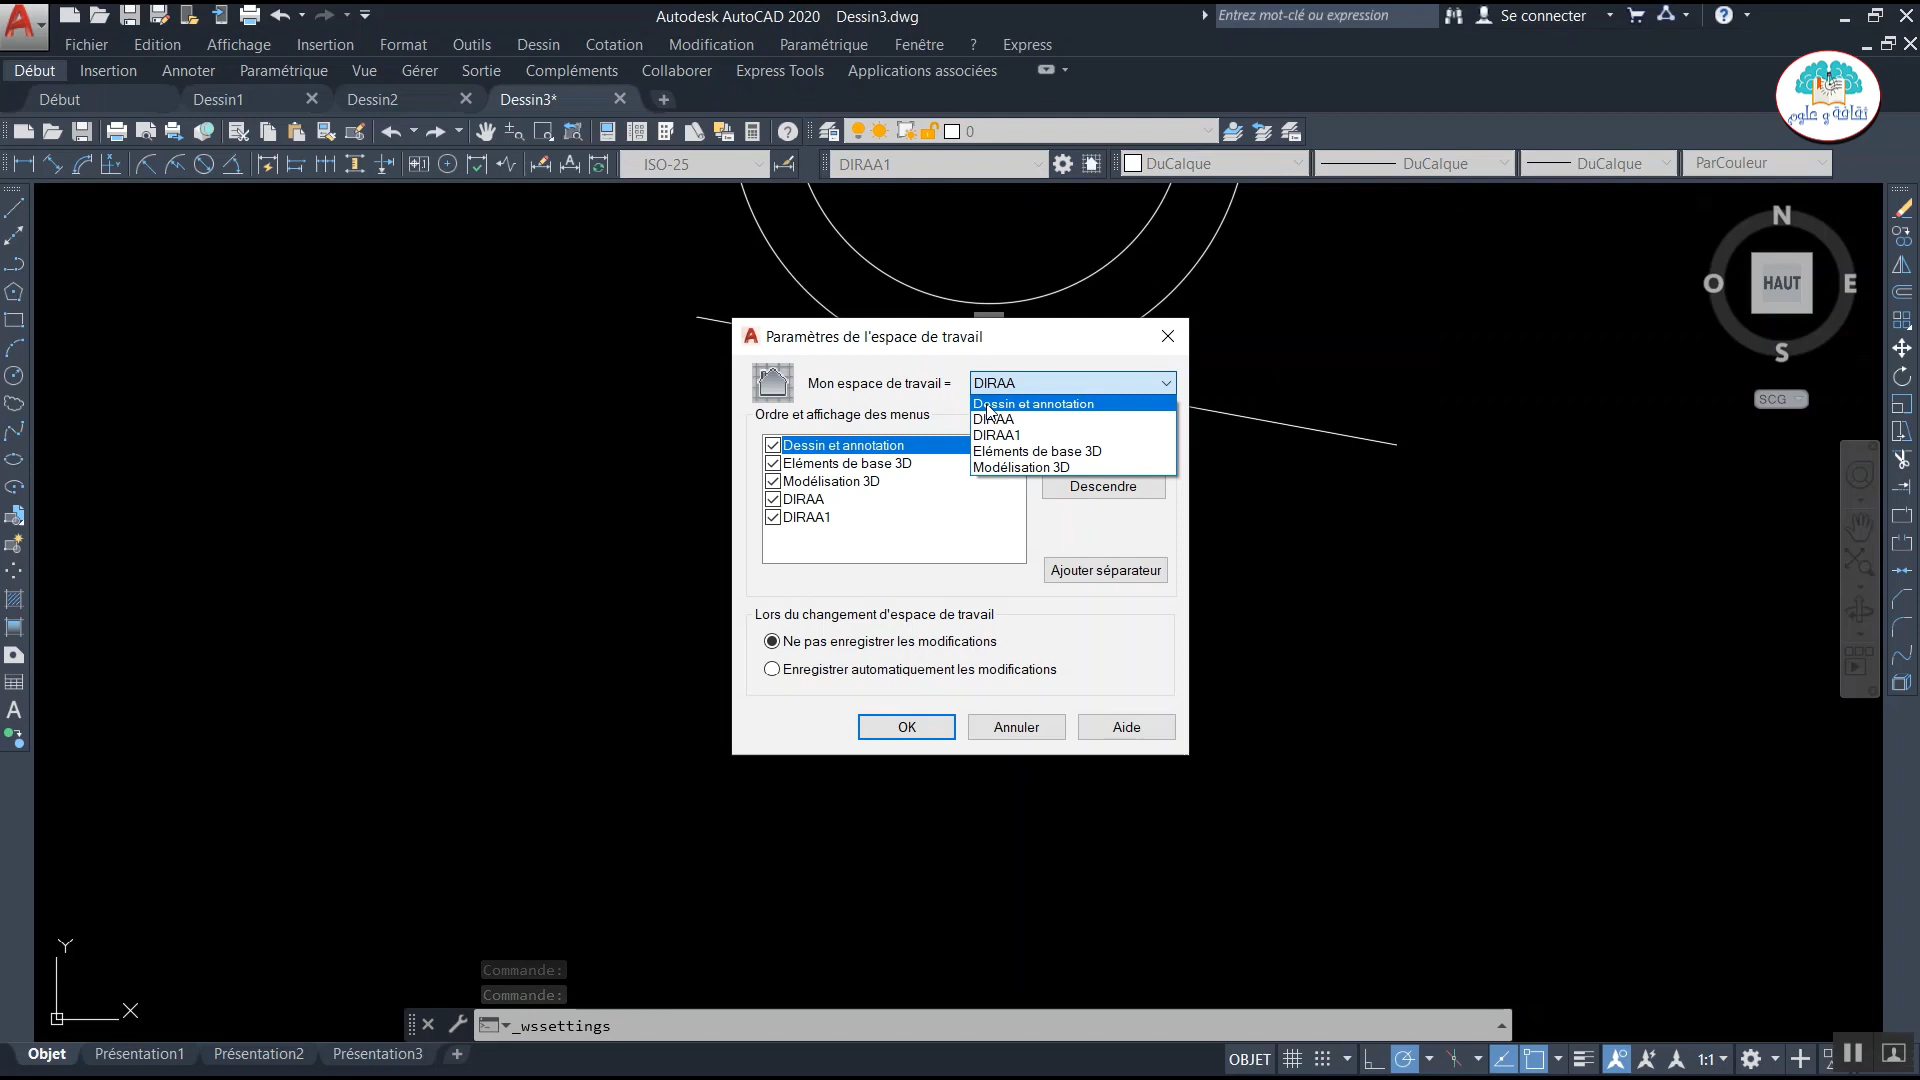 Autodesk AutoCAD 2020 Dessin3.dwg
Entrez mot-clé ou expression
Se connecter
Fichier Edition Affichage Insertion Format Outils Dessin Cotation Modification Paramétrique Fenêtre ? Express
Début Insertion Annoter Paramétrique Vue Gérer Sortie Compléments Collaborer Express Tools Applications associées
Début Dessin1 Dessin2 Dessin3*
ثقافة و علوم
0
ISO-25 DIRAA1 DuCalque DuCalque DuCalque ParCouleur
N
O HAUT E
S
SCG
Paramètres de l'espace de travail
Mon espace de travail = DIRAA
Dessin et annotation
DIRAA
DIRAA1
Eléments de base 3D
Modélisation 3D
Ordre et affichage des menus
Dessin et annotation
Eléments de base 3D
Modélisation 3D
DIRAA
DIRAA1
Descendre
Ajouter séparateur
Lors du changement d'espace de travail
Ne pas enregistrer les modifications
Enregistrer automatiquement les modifications
OK Annuler Aide
Y
X
Commande:
Commande:
_wssettings
Objet Présentation1 Présentation2 Présentation3
OBJET 1:1